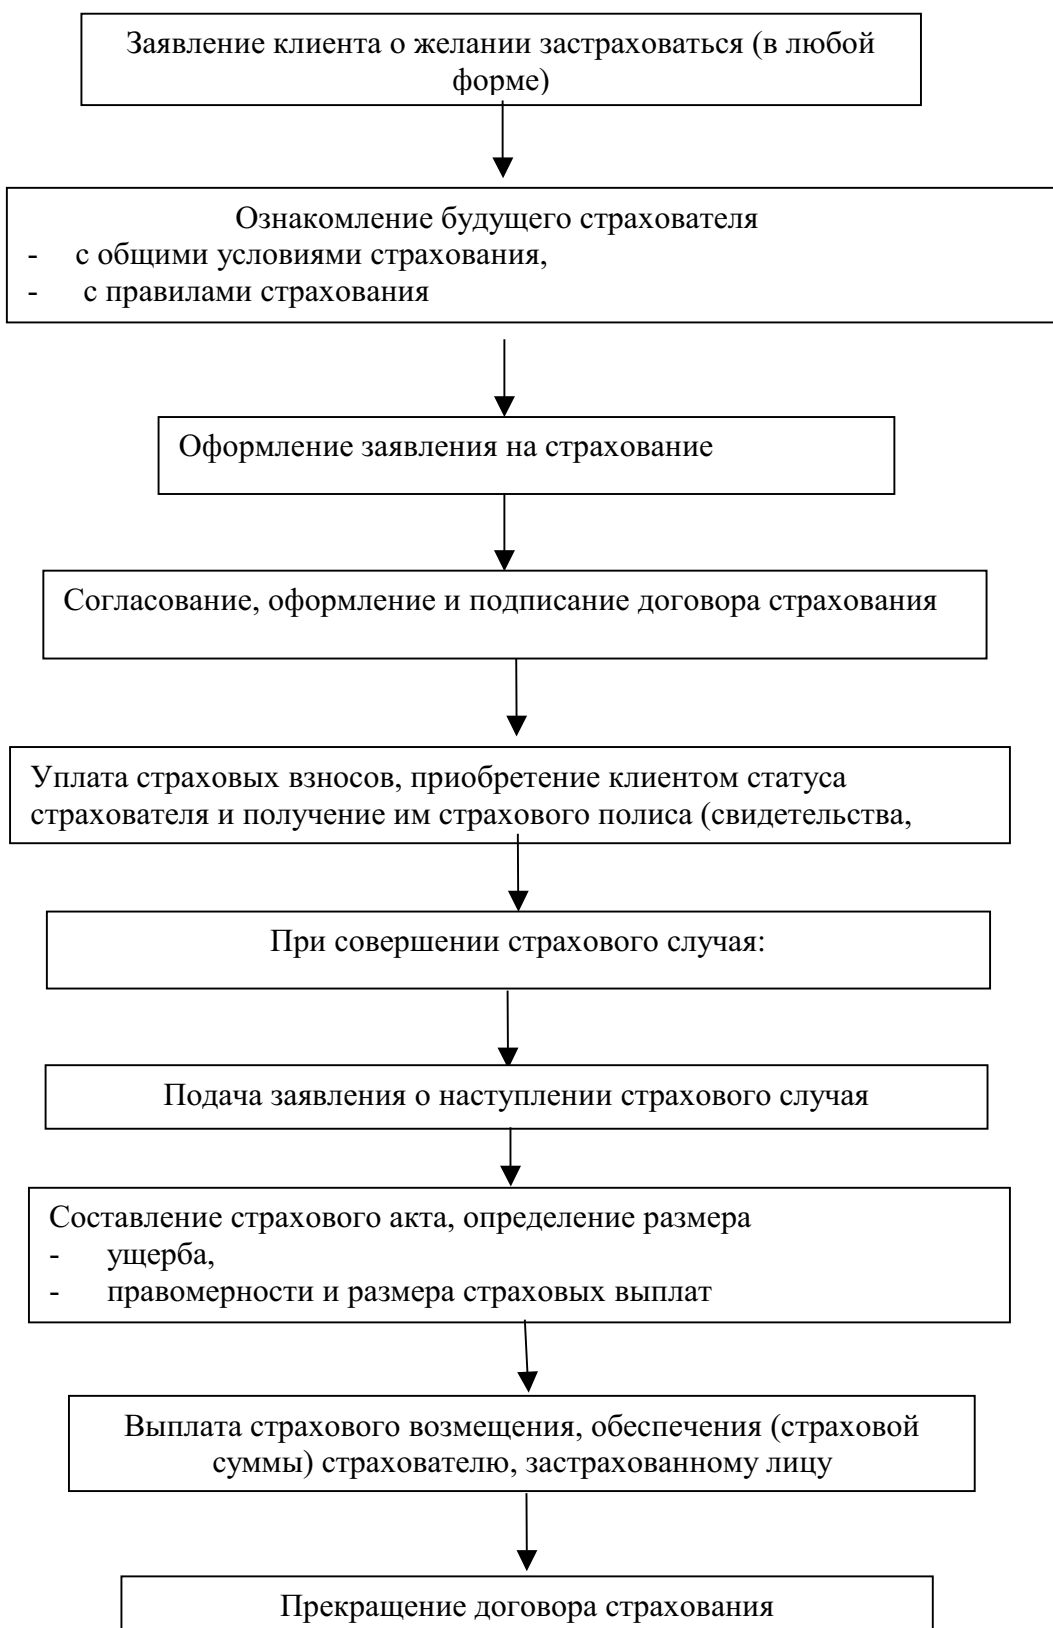 Заявление клиента о желании застраховаться (в любой
форме)
Ознакомление будущего страхователя
- с общими условиями страхования,
- с правилами страхования
Оформление заявления на страхование
Согласование, оформление и подписание договора страхования
Уплата страховых взносов, приобретение клиентом статуса
страхователя и получение им страхового полиса (свидетельства,
При совершении страхового случая:
Подача заявления о наступлении страхового случая
Составление страхового акта, определение размера
- ущерба,
- правомерности и размера страховых выплат
Выплата страхового возмещения, обеспечения (страховой
суммы) страхователю, застрахованному лицу
Прекращение договора страхования